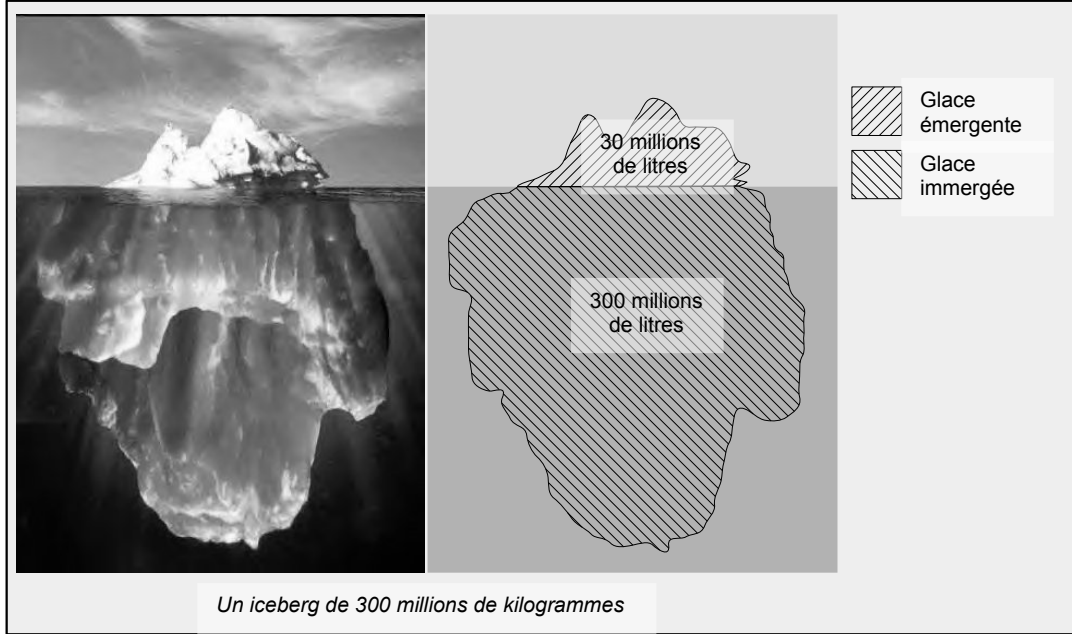 30 millions
de litres
300 millions
de litres
Glace
émergente
Glace
immergée
Un iceberg de 300 millions de kilogrammes